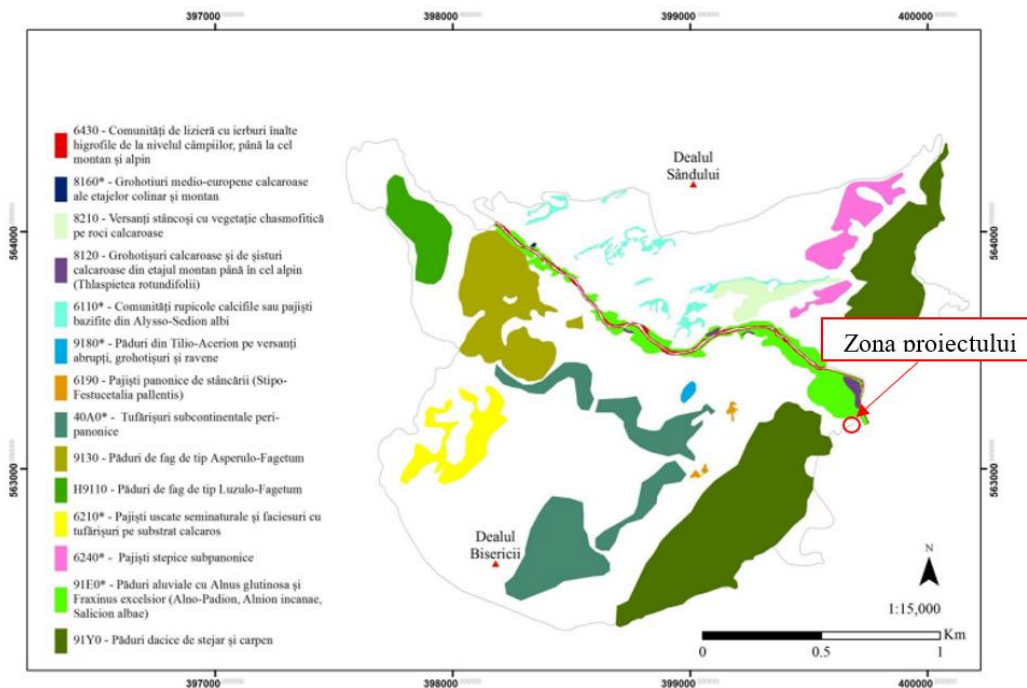 397000
398000
399000
400000
6430 - Comunități de lizieră cu ierburi înalte
higrofile de la nivelul câmpiilor, până la cel
montan și alpin
8160* - Grohotiuri medio-europene calcaroase
ale etajelor colinar și montan
8210 - Versanți stâncoși cu vegetație chasmofitică
pe roci calcaroase
8120 - Grohotișuri calcaroase și de șisturi
calcaroase din etajul montan până în cel alpin
(Thlaspietea rotundifolii)
6110* - Comunități rupicole calcifile sau pajiști
bazifite din Alysso-Sedion albi
9180* - Păduri din Tilio-Acerion pe versanți
abrupți, grohotișuri și ravene
6190 - Pajiști panonice de stâncării (Stipo-
Festucetalia pallentis)
40A0* - Tufărișuri subcontinentale peri-
panonice
9130 - Păduri de fag de tip Asperulo-Fagetum
H9110 - Păduri de fag de tip Luzulo-Fagetum
6210* - Pajiști uscate seminaturale și faciesuri cu
tufărișuri pe substrat calcaros
6240* - Pajiști stepice subpanonice
91E0* - Păduri aluviale cu Alnus glutinosa și
Fraxinus excelsior (Alno-Padion, Alnion incanae,
Salicion albae)
91Y0 - Păduri dacice de stejar și carpen
Dealul
Sândului
Zona proiectului
Dealul
Bisericii
564000
563000
564000
563000
N
1:15,000
Km
0
0.5
1
397000
398000
399000
400000